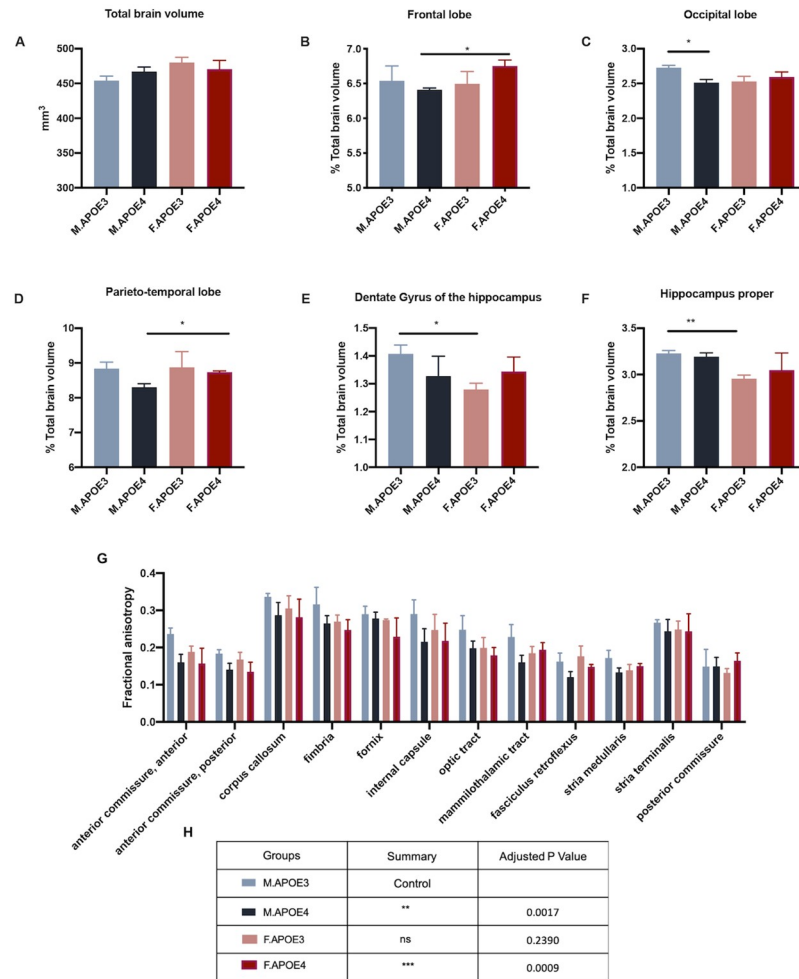 Total brain volume
Frontal lobe
Occipital lobe
A
B
C
mm3
500
450
400
350
300
M.APOE3
M.APOE4
F.APOE3
F.APOE4
% Total brain volume
7.0
6.5
6.0
5.5
5.0
*
M.APOE3
M.APOE4
F.APOE3
F.APOE4
% Total brain volume
3.0
2.5
2.0
1.5
1.0
*
M.APOE3
M.APOE4
F.APOE3
F.APOE4
Parieto-temporal lobe
Dentate Gyrus of the hippocampus
Hippocampus proper
D
E
F
% Total brain volume
10
9
8
7
6
*
M.APOE3
M.APOE4
F.APOE3
F.APOE4
% Total brain volume
1.5
1.4
1.3
1.2
1.1
1.0
*
M.APOE3
M.APOE4
F.APOE3
F.APOE4
% Total brain volume
3.5
3.0
2.5
2.0
**
M.APOE3
M.APOE4
F.APOE3
F.APOE4
G
Fractional anisotropy
0.4
0.3
0.2
0.1
0.0
anterior commissure, anterior
anterior commissure, posterior
corpus callosum
fimbria
fornix
internal capsule
optic tract
mammilothalamic tract
fasciculus retroflexus
stria medullaris
stria terminalis
posterior commissure
H
Groups Summary Adjusted P Value
M.APOE3 Control
M.APOE4 ** 0.0017
F.APOE3 ns 0.2390
F.APOE4 *** 0.0009